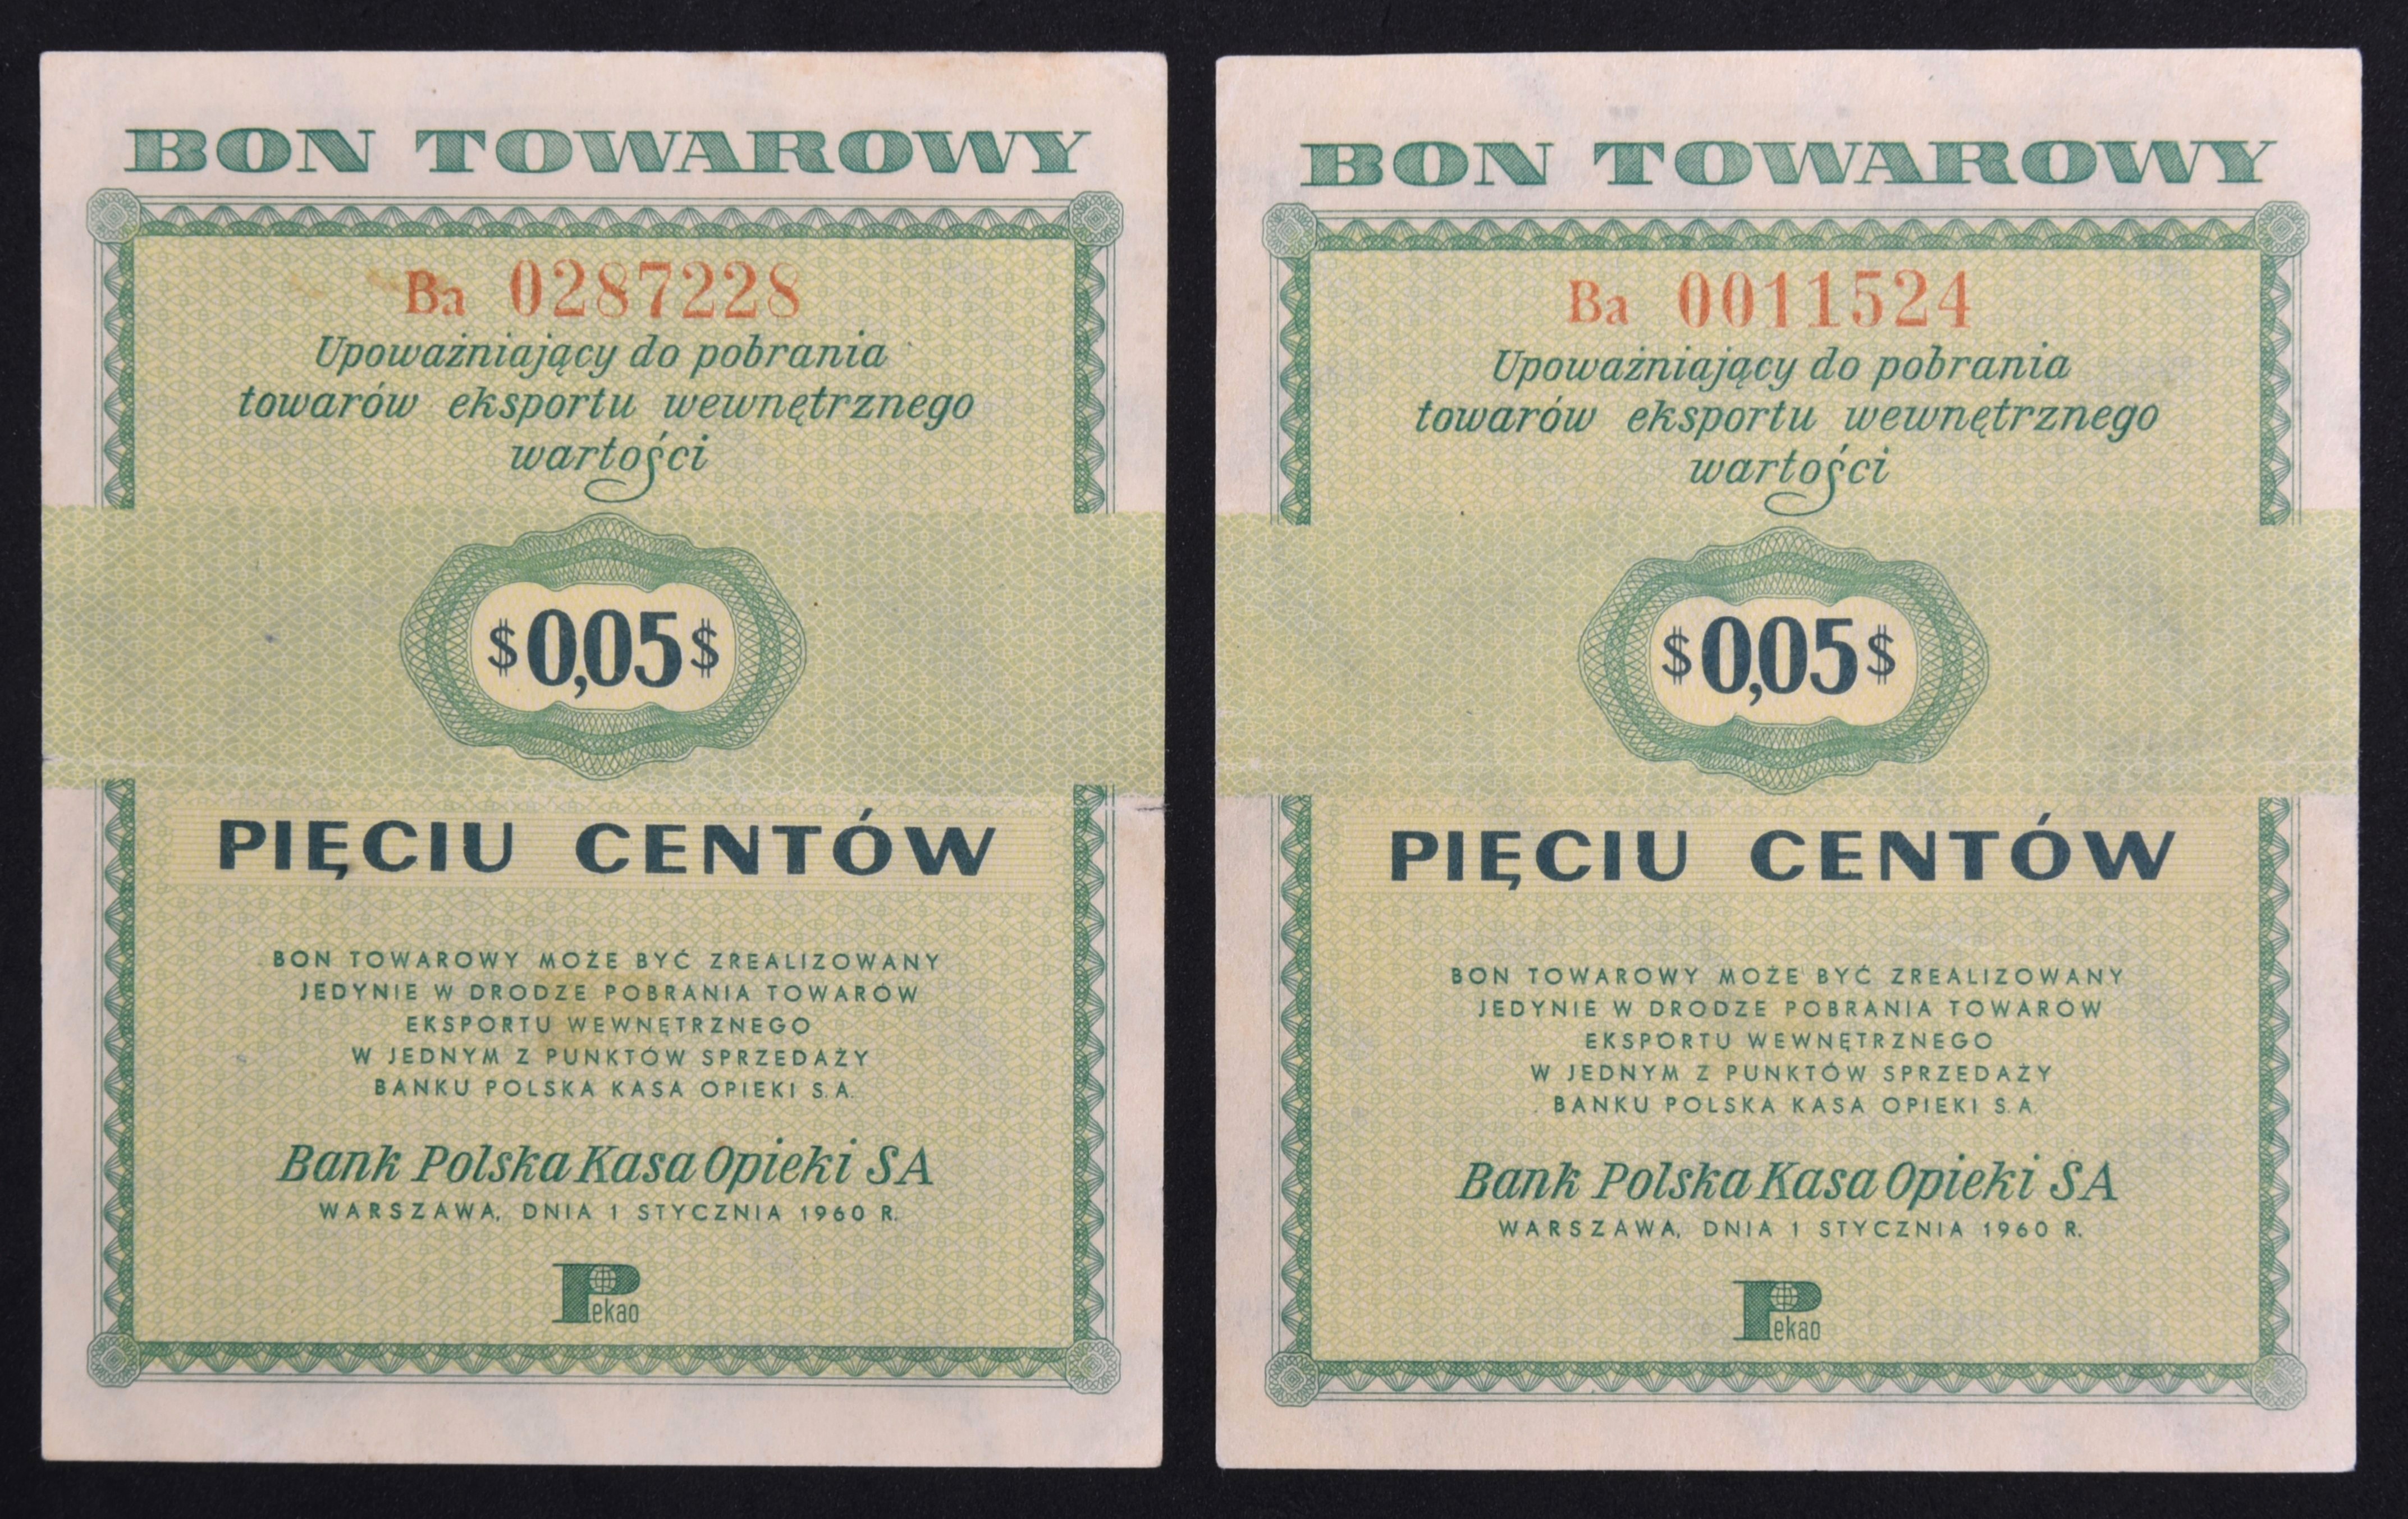 BON TOWAROWY
Ba 0287228
Upoważniający do pobrania
towarów eksportu wewnętrznego
wartości
$0,05$
PIĘCIU CENTÓW
BON TOWAROWY MOŻE BYĆ ZREALIZOWANY
JEDYNIE W DRODZE POBRANIA TOWARÓW
EKSPORTU WEWNĘTRZNEGO
W JEDNYM Z PUNKTÓW SPRZEDAŻY
BANKU POLSKA KASA OPIEKI S.A.
Bank Polska Kasa Opieki SA
WARSZAWA, DNIA 1 STYCZNIA 1960 R.
Pekao
BON TOWAROWY
Ba 0011524
Upoważniający do pobrania
towarów eksportu wewnętrznego
wartości
$0,05$
PIĘCIU CENTÓW
BON TOWAROWY MOŻE BYĆ ZREALIZOWANY
JEDYNIE W DRODZE POBRANIA TOWARÓW
EKSPORTU WEWNĘTRZNEGO
W JEDNYM Z PUNKTÓW SPRZEDAŻY
BANKU POLSKA KASA OPIEKI S.A
Bank Polska Kasa Opieki SA
WARSZAWA, DNIA 1 STYCZNIA 1960 R.
Pekao